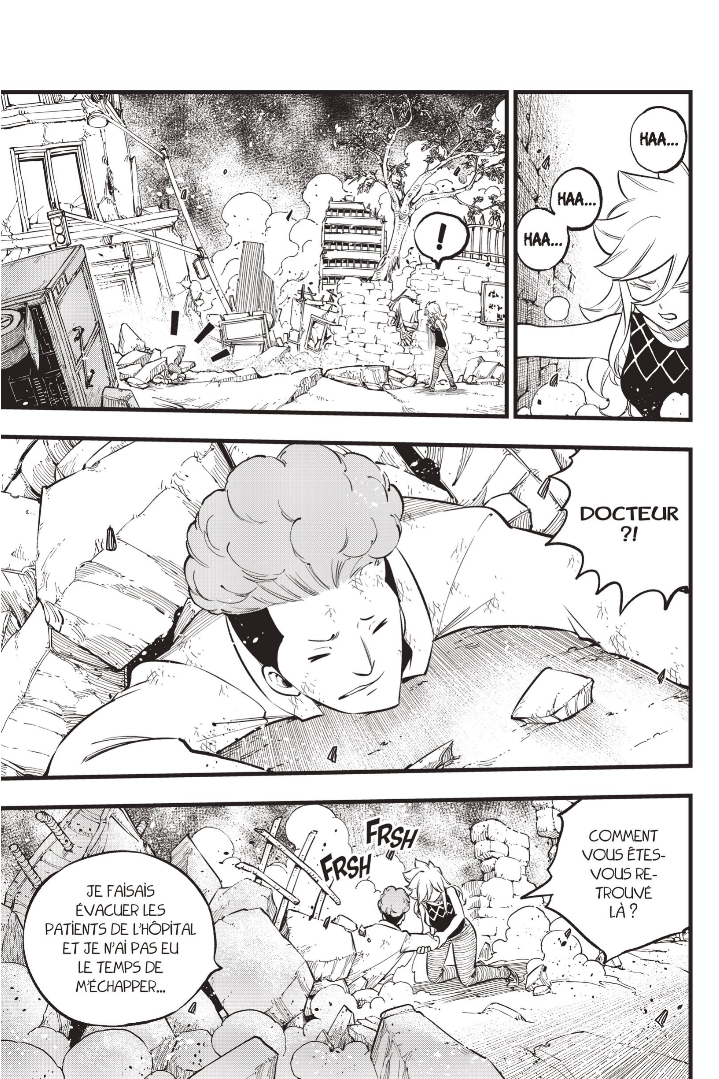 HAA...
HAA...
HAA...
!
DOCTEUR
?!
COMMENT
VOUS ÊTES-
VOUS RE-
TROUVÉ
LÀ ?
FRSH
FRSH
JE FAISAIS
ÉVACUER LES
PATIENTS DE L'HÔPITAL
ET JE N'AI PAS EU
LE TEMPS DE
M'ÉCHAPPER...